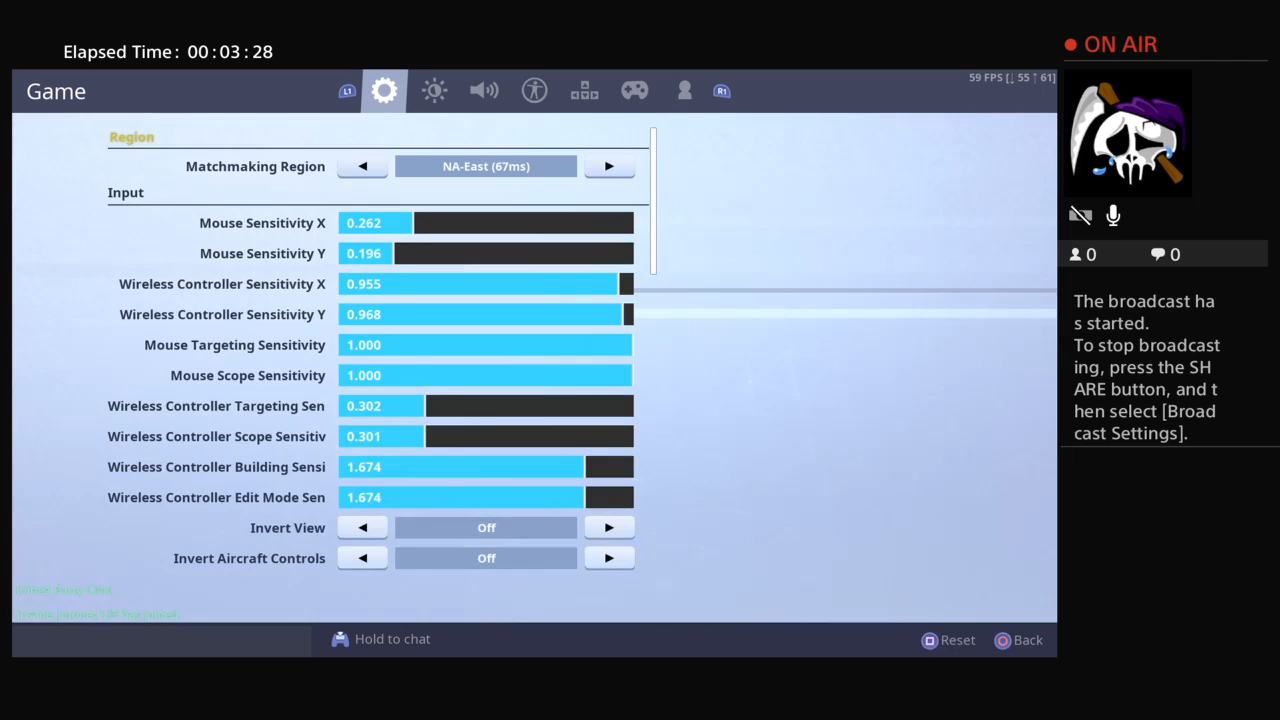 Elapsed Time: 00:03:28
ON AIR
Game
L1
R1
59 FPS [↓ 55 ↑ 61]
Region
Matchmaking Region ◄ NA-East (67ms) ►
Input
Mouse Sensitivity X 0.262
Mouse Sensitivity Y 0.196
Wireless Controller Sensitivity X 0.955
Wireless Controller Sensitivity Y 0.968
Mouse Targeting Sensitivity 1.000
Mouse Scope Sensitivity 1.000
Wireless Controller Targeting Sen 0.302
Wireless Controller Scope Sensitiv 0.301
Wireless Controller Building Sensi 1.674
Wireless Controller Edit Mode Sen 1.674
Invert View ◄ Off ►
Invert Aircraft Controls ◄ Off ►
Hold to chat
Reset
Back
0 0
The broadcast ha
s started.
To stop broadcast
ing, press the SH
ARE button, and t
hen select [Broad
cast Settings].